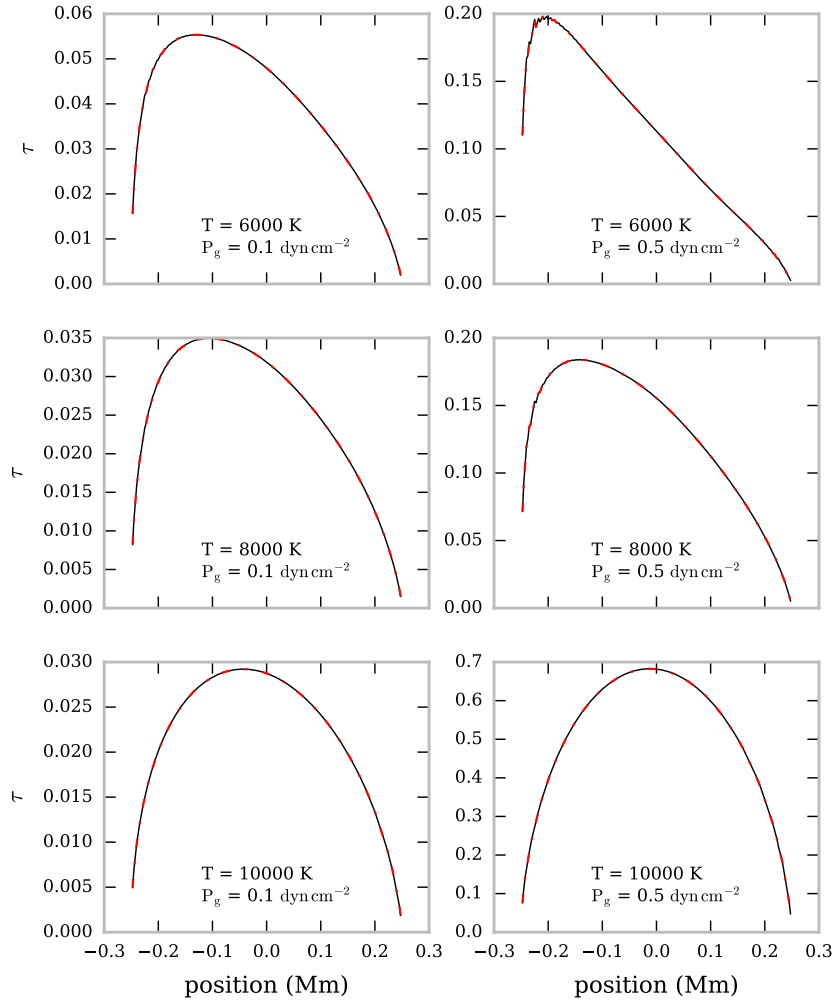 0.06
0.05
0.04
0.03
0.02
0.01
0.00
τ
T = 6000 K
P_g = 0.1 dyn cm⁻²
0.20
0.15
0.10
0.05
0.00
T = 6000 K
P_g = 0.5 dyn cm⁻²
0.035
0.030
0.025
0.020
0.015
0.010
0.005
0.000
τ
T = 8000 K
P_g = 0.1 dyn cm⁻²
0.20
0.15
0.10
0.05
0.00
T = 8000 K
P_g = 0.5 dyn cm⁻²
0.030
0.025
0.020
0.015
0.010
0.005
0.000
τ
T = 10000 K
P_g = 0.1 dyn cm⁻²
−0.3 −0.2 −0.1 0.0 0.1 0.2 0.3
position (Mm)
0.7
0.6
0.5
0.4
0.3
0.2
0.1
0.0
T = 10000 K
P_g = 0.5 dyn cm⁻²
−0.3 −0.2 −0.1 0.0 0.1 0.2 0.3
position (Mm)